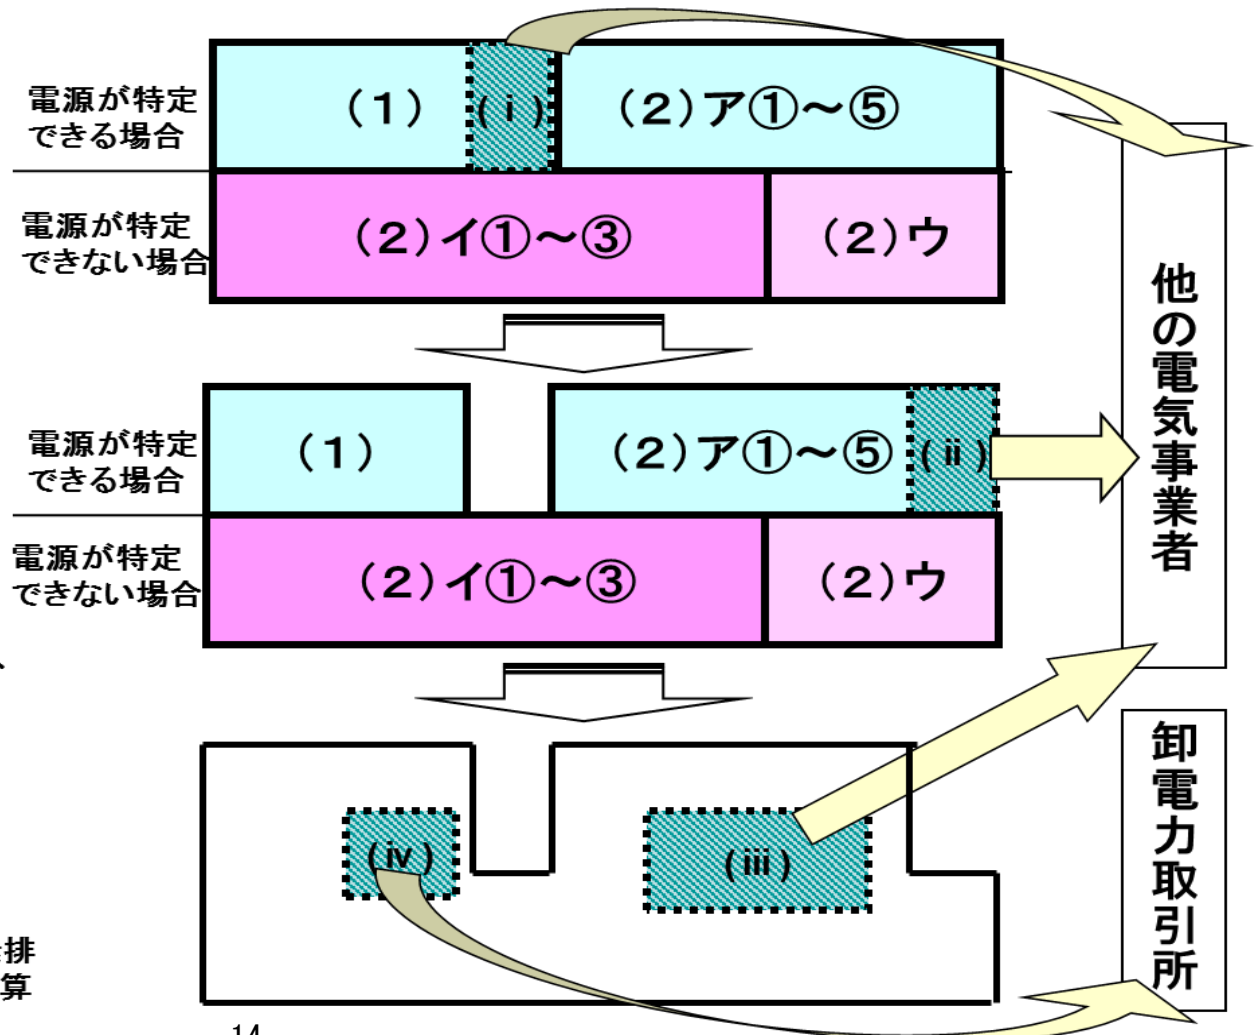 電源が特定
できる場合
(1)
(ⅰ)
(2)ア①～⑤
電源が特定
できない場合
(2)イ①～③
(2)ウ
電源が特定
できる場合
(1)
(2)ア①～⑤
(ⅱ)
電源が特定
できない場合
(2)イ①～③
(2)ウ
、
(ⅳ)
(ⅲ)
他の電気事業者
卸電力取引所
排
算
14